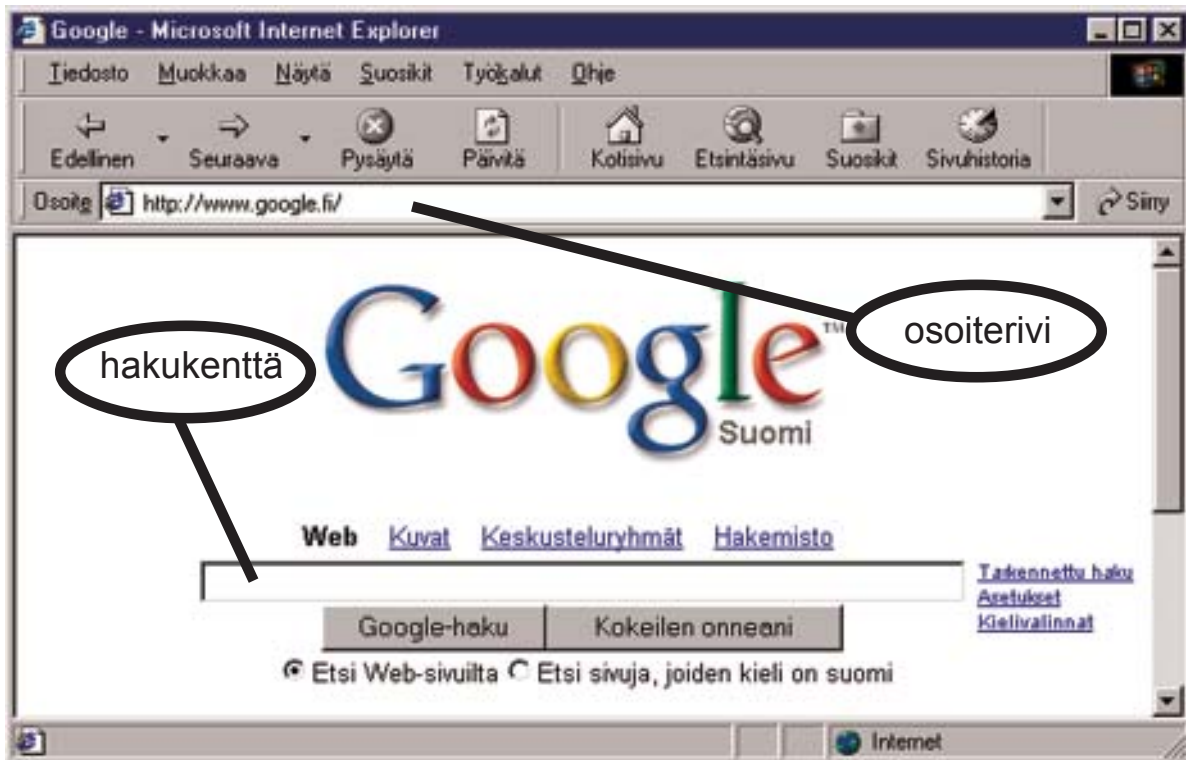 Google - Microsoft Internet Explorer
Tiedosto Muokkaa Näytä Suosikit Työkalut Ohje
Edellinen Seuraava Pysäytä Päivitä Kotisivu Etsintäsivu Suosikit Sivuhistoria
Osoite http://www.google.fi/ Siirry
osoiterivi
hakukenttä
Google™
Suomi
Web Kuvat Keskusteluryhmät Hakemisto
Tarkennettu haku
Asetukset
Kielivalinnat
Google-haku Kokeilen onneani
Etsi Web-sivuilta Etsi sivuja, joiden kieli on suomi
Internet